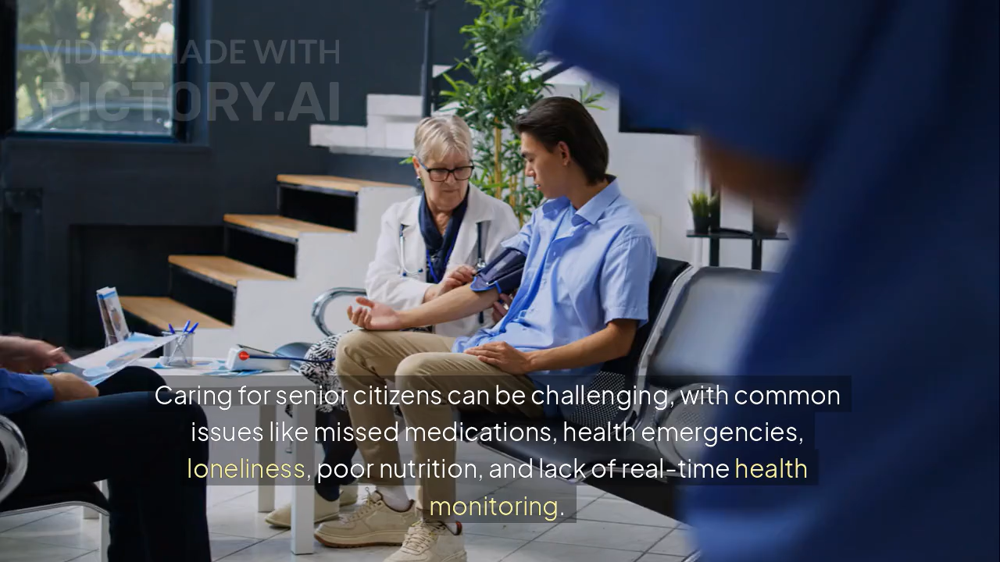 VIDEO MADE WITH
PICTORY.AI
Caring for senior citizens can be challenging, with common
issues like missed medications, health emergencies,
loneliness, poor nutrition, and lack of real-time health
monitoring.